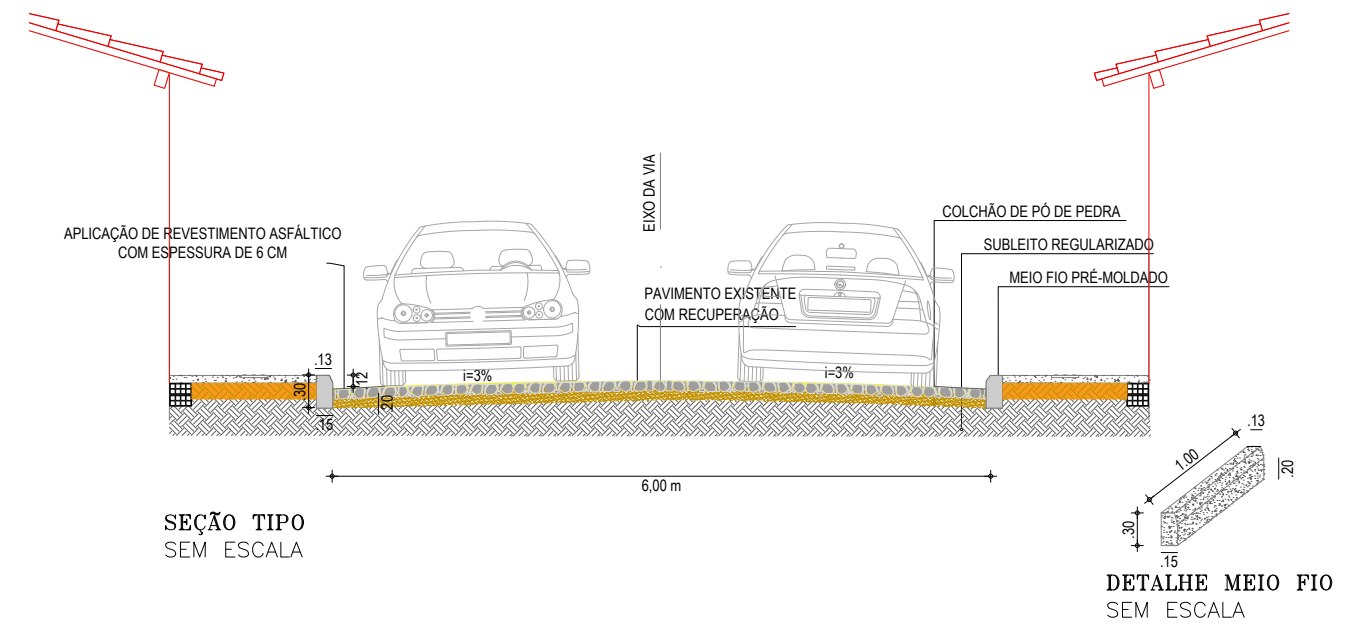 EIXO DA VIA
COLCHÃO DE PÓ DE PEDRA
APLICAÇÃO DE REVESTIMENTO ASFÁLTICO
COM ESPESSURA DE 6 CM
SUBLEITO REGULARIZADO
MEIO FIO PRÉ-MOLDADO
PAVIMENTO EXISTENTE
COM RECUPERAÇÃO
.13
12
i=3%
i=3%
.30
20
.15
6,00 m
.13
1.00
.20
.30
.15
SEÇÃO TIPO
SEM ESCALA
DETALHE MEIO FIO
SEM ESCALA